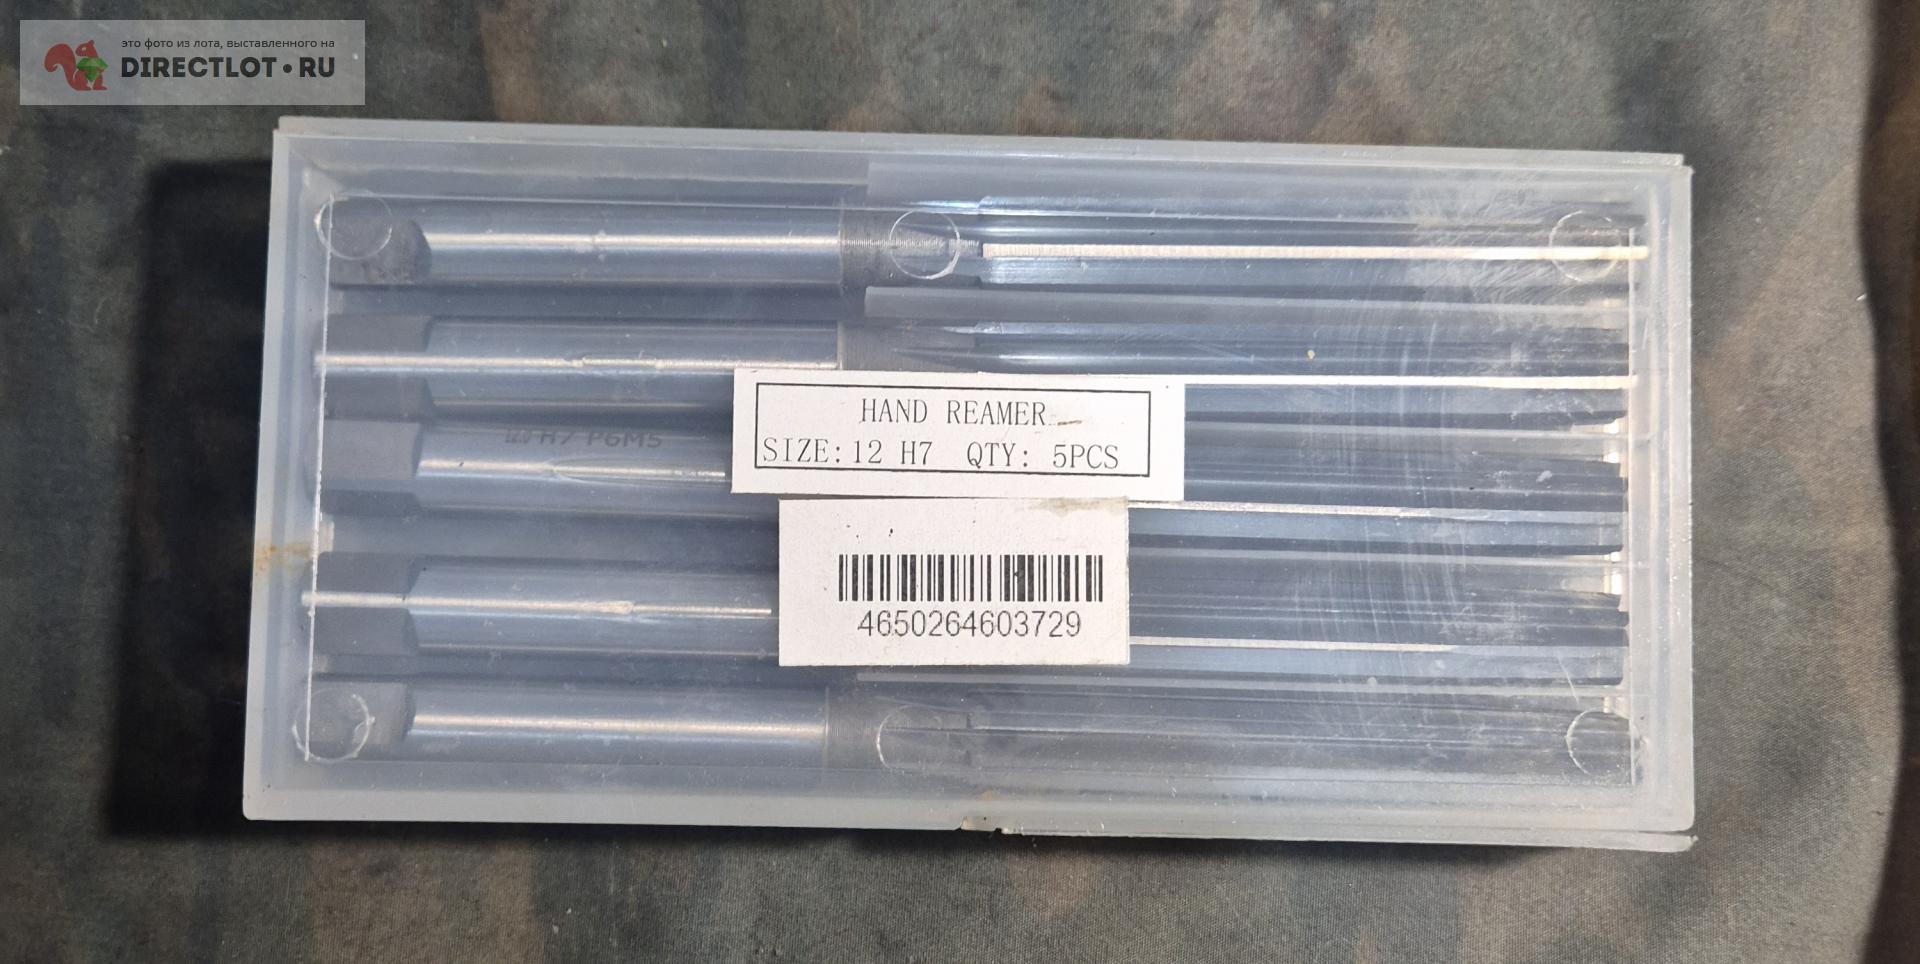 это фото из лота, выставленного на
DIRECTLOT•RU
HAND REAMER
SIZE:12 H7 QTY: 5PCS
H7 P6M5
4650264603729